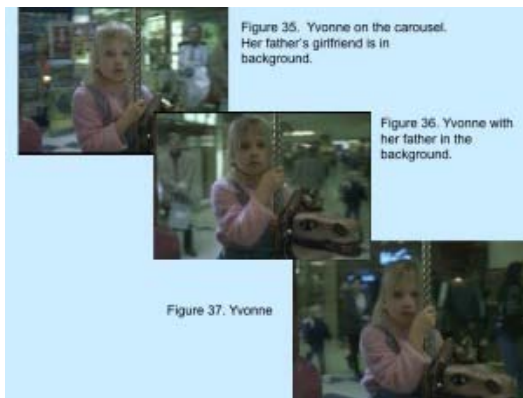 Figure 35. Yvonne on the carousel.
Her father's girlfriend is in
background.
Figure 36. Yvonne with
her father in the
background.
Figure 37. Yvonne